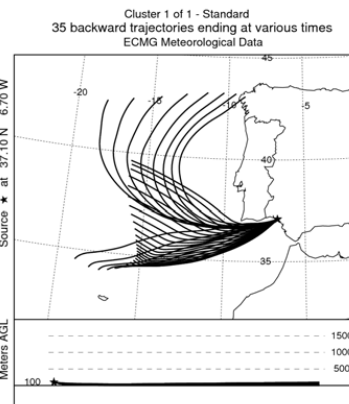 Cluster 1 of 1 - Standard
35 backward trajectories ending at various times
ECMG Meteorological Data
Source ★ at 37.10 N 6.70 W
45
-20
-15
-10
-5
40
35
Meters AGL
1500
1000
500
100